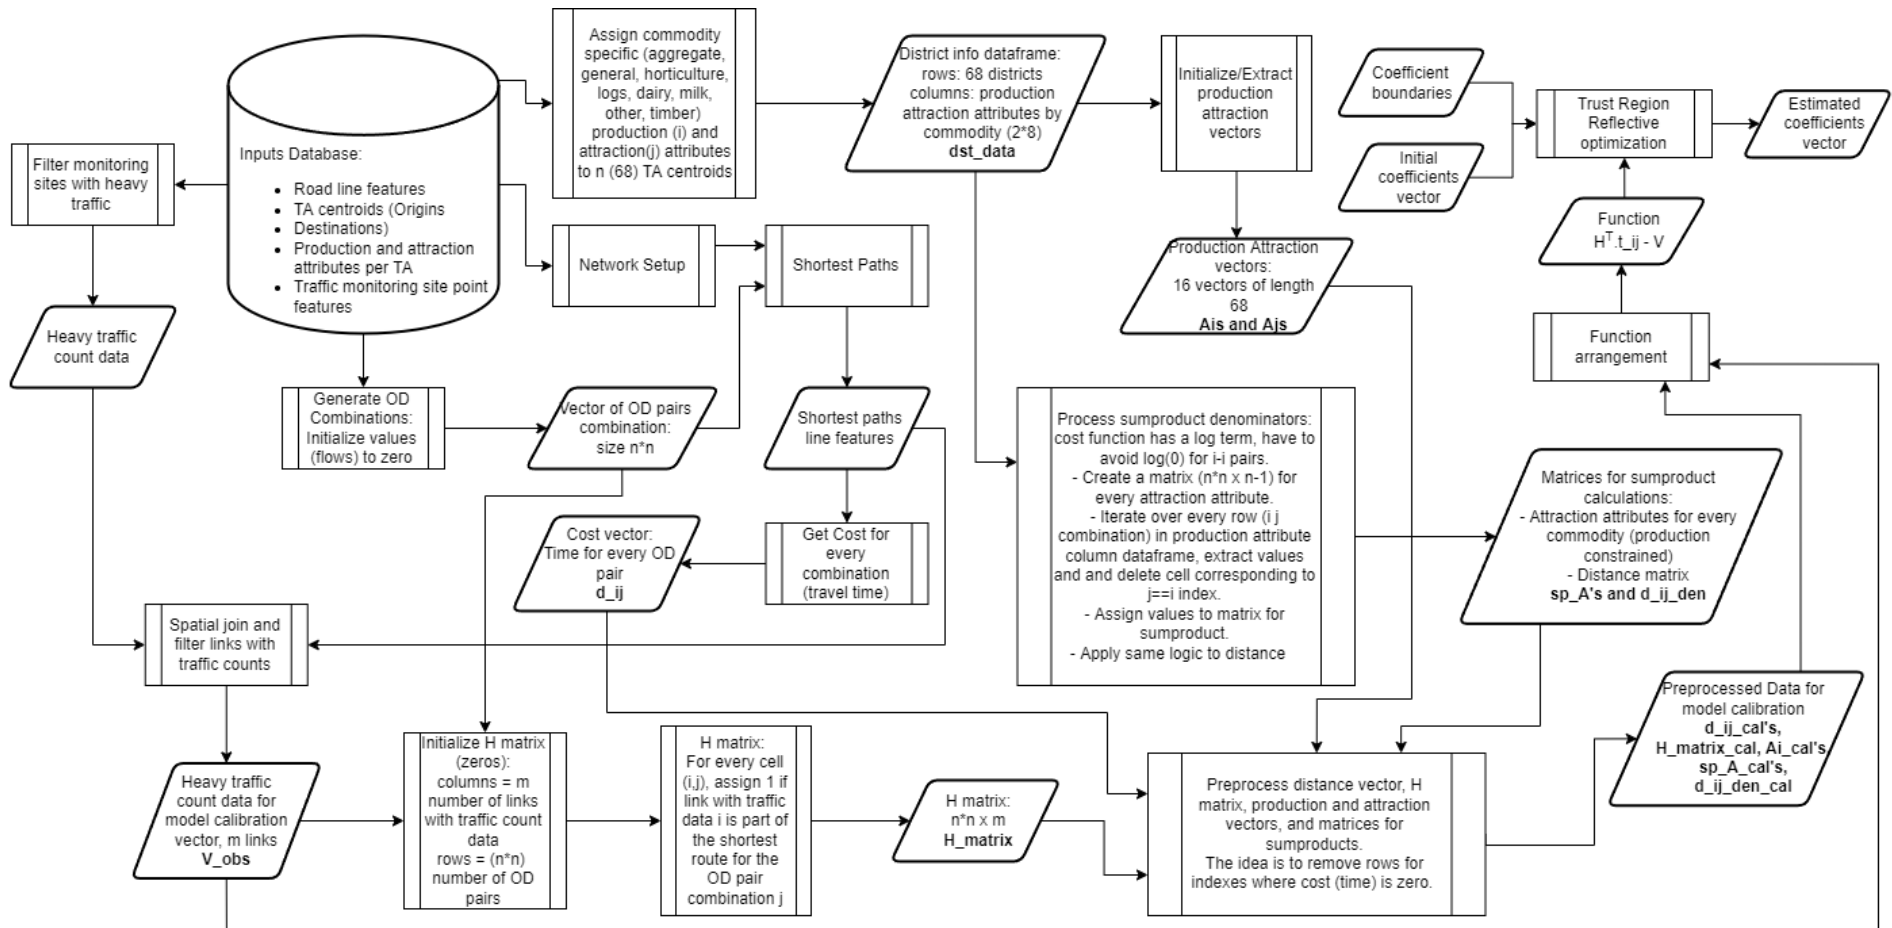 Assign commodity
specific (aggregate,
general, horticulture,
logs, dairy, milk,
other, timber)
production (i) and
attraction(j) attributes
to n (68) TA centroids
District info dataframe:
rows: 68 districts
columns: production
attraction attributes by
commodity (2*8)
dst_data
Initialize/Extract
production
attraction
vectors
Coefficient
boundaries
Initial
coefficients
vector
Trust Region
Reflective
optimization
Estimated
coefficients
vector
Filter monitoring
sites with heavy
traffic
Inputs Database:
• Road line features
• TA centroids (Origins
• Destinations)
• Production and attraction
attributes per TA
• Traffic monitoring site point
features
Network Setup
Shortest Paths
Production Attraction
vectors:
16 vectors of length
68
Ais and Ajs
Function
H^T.t_ij - V
Function
arrangement
Heavy traffic
count data
Generate OD
Combinations:
Initialize values
(flows) to zero
Vector of OD pairs
combination:
size n*n
Shortest paths
line features
Process sumproduct denominators:
cost function has a log term, have to
avoid log(0) for i-i pairs.
- Create a matrix (n*n x n-1) for
every attraction attribute.
- Iterate over every row (i j
combination) in production attribute
column dataframe, extract values
and and delete cell corresponding to
j==i index.
- Assign values to matrix for
sumproduct.
- Apply same logic to distance
Matrices for sumproduct
calculations:
- Attraction attributes for every
commodity (production
constrained)
- Distance matrix
sp_A's and d_ij_den
Cost vector:
Time for every OD
pair
d_ij
Get Cost for
every
combination
(travel time)
Spatial join and
filter links with
traffic counts
Preprocessed Data for
model calibration
d_ij_cal's,
H_matrix_cal, Ai_cal's,
sp_A_cal's,
d_ij_den_cal
Heavy traffic
count data for
model calibration
vector, m links
V_obs
Initialize H matrix
(zeros):
columns = m
number of links
with traffic count
data
rows = (n*n)
number of OD
pairs
H matrix:
For every cell
(i,j), assign 1 if
link with traffic
data i is part of
the shortest
route for the
OD pair
combination j
H matrix:
n*n x m
H_matrix
Preprocess distance vector, H
matrix, production and attraction
vectors, and matrices for
sumproducts.
The idea is to remove rows for
indexes where cost (time) is zero.